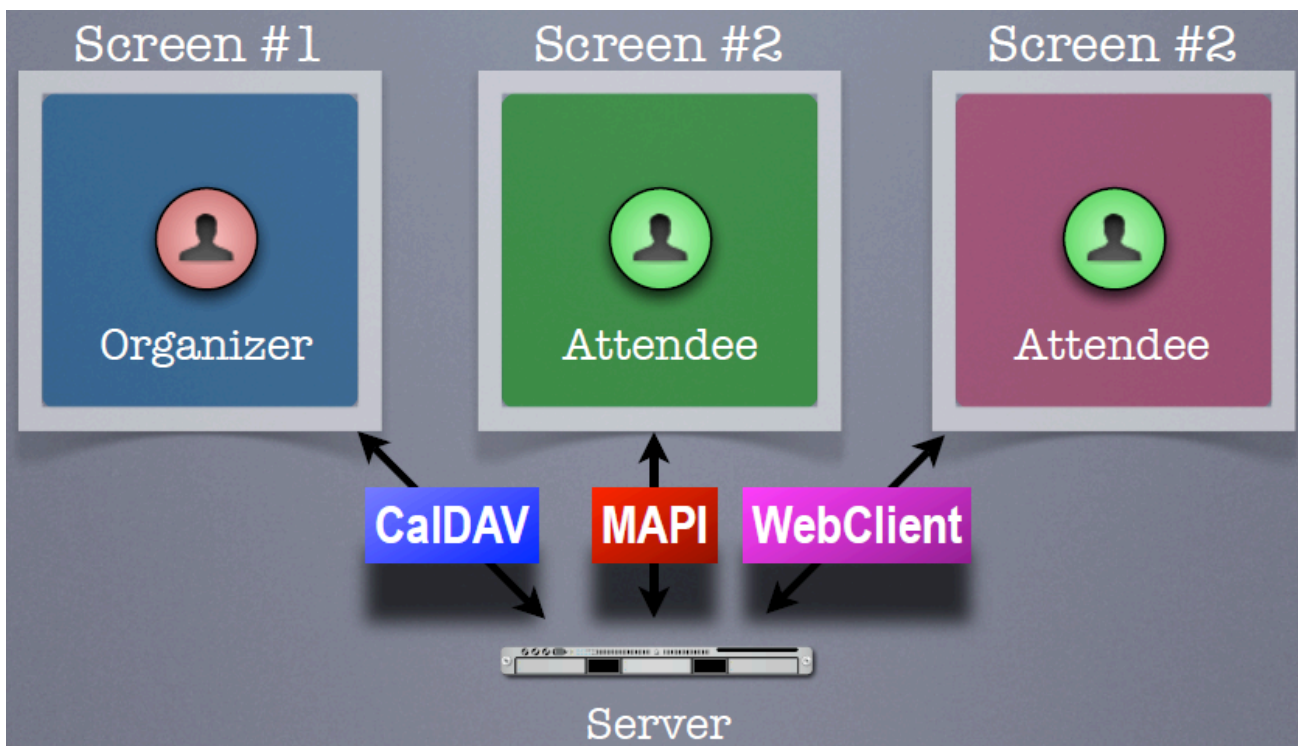 Screen #1
Screen #2
Screen #2
Organizer
Attendee
Attendee
CalDAV
MAPI
WebClient
Server